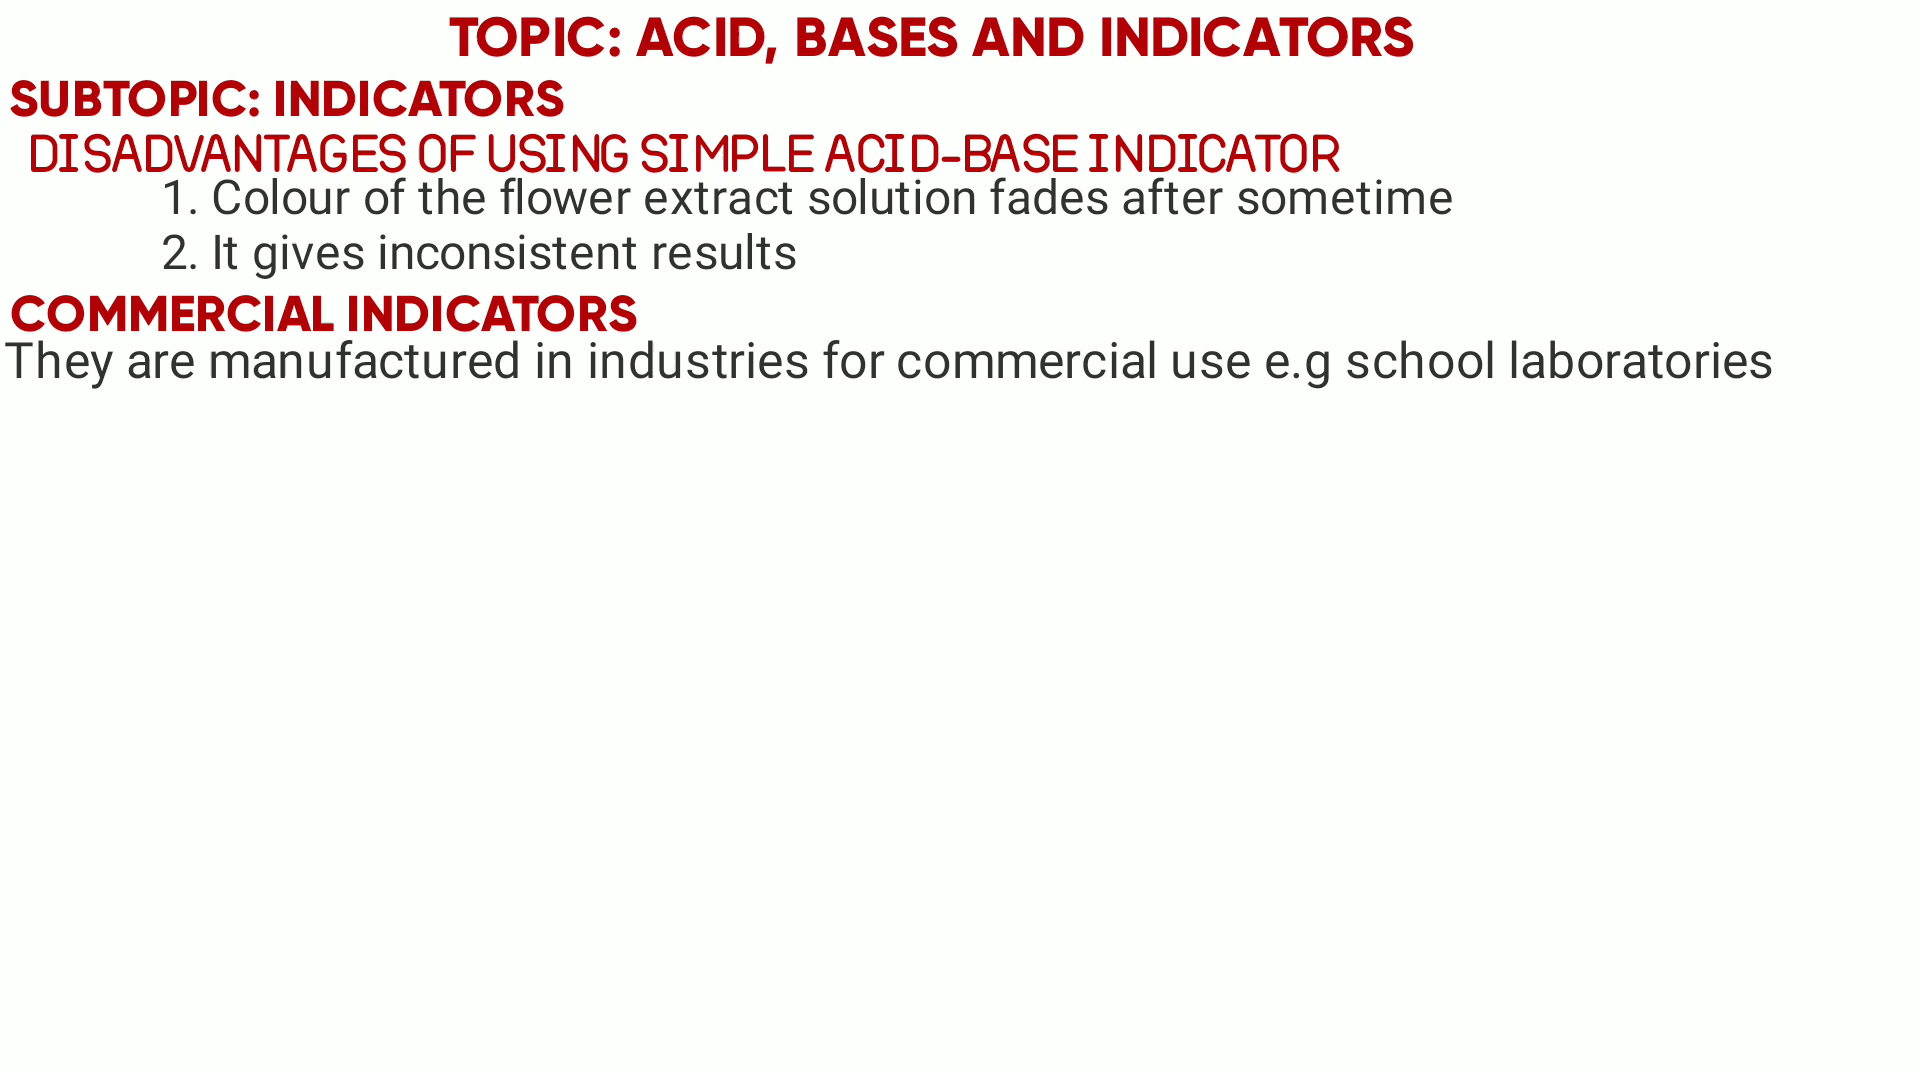 TOPIC: ACID, BASES AND INDICATORS
SUBTOPIC: INDICATORS
DISADVANTAGES OF USING SIMPLE ACID-BASE INDICATOR
1. Colour of the flower extract solution fades after sometime
2. It gives inconsistent results
COMMERCIAL INDICATORS
They are manufactured in industries for commercial use e.g school laboratories